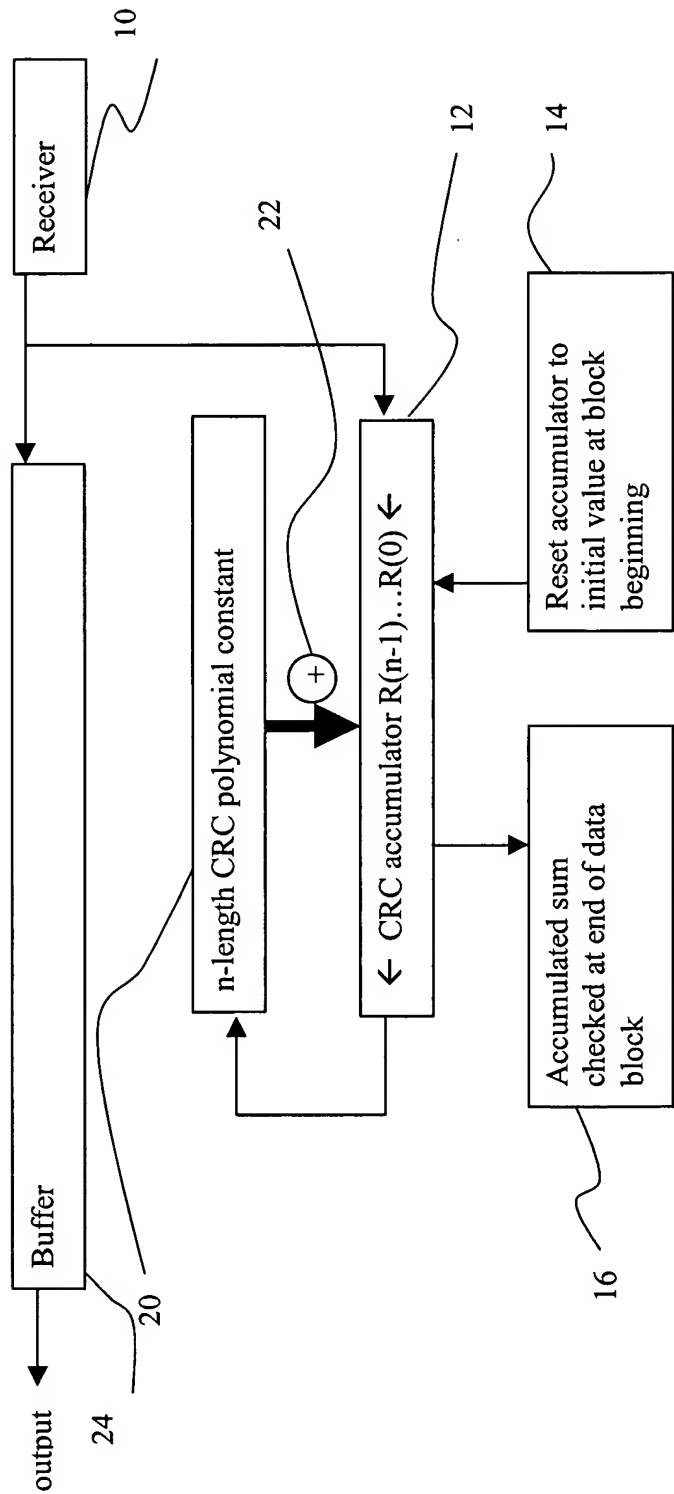 output
Buffer
Receiver
10
24
20
n-length CRC polynomial constant
22
+
← CRC accumulator R(n-1)…R(0) ←
12
Accumulated sum
checked at end of data
block
16
Reset accumulator to
initial value at block
beginning
14